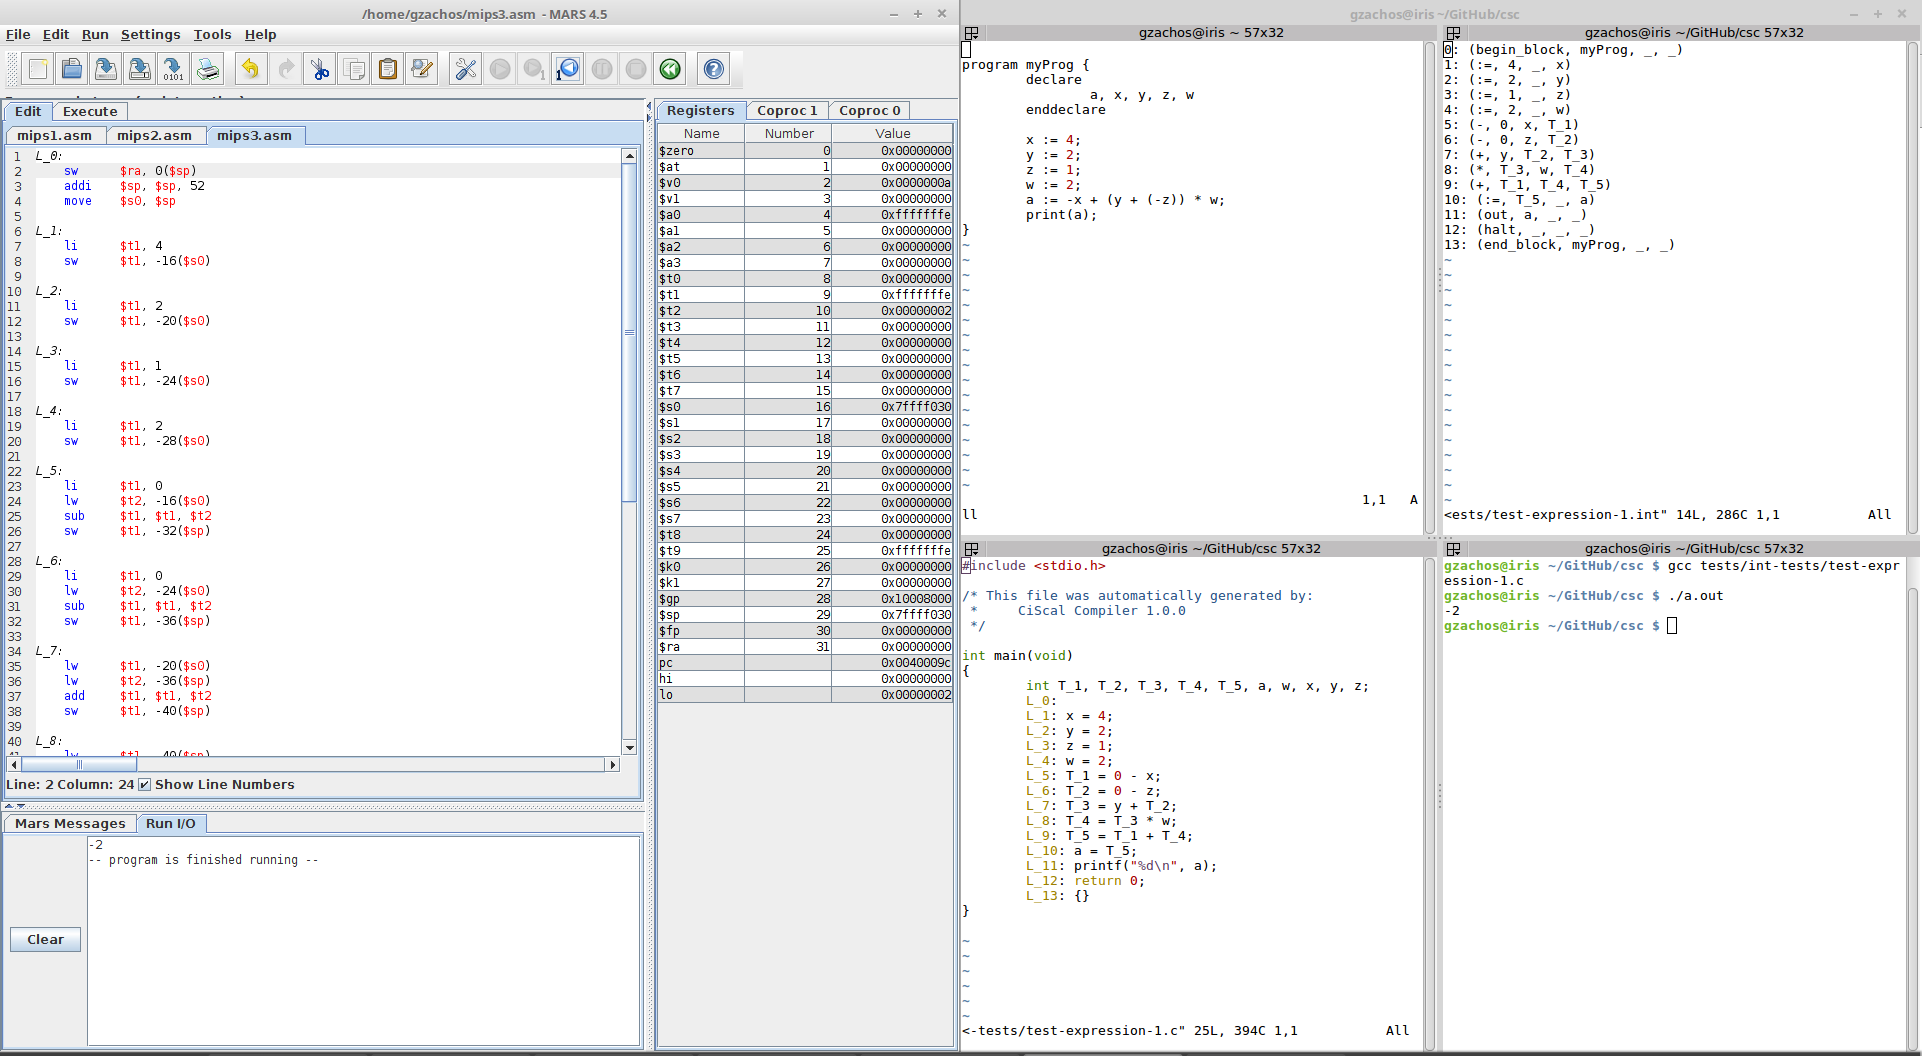 /home/gzachos/mips3.asm - MARS 4.5
File Edit Run Settings Tools Help
Edit Execute
mips1.asm mips2.asm mips3.asm
1 L_0:
2 sw $ra, 0($sp)
3 addi $sp, $sp, 52
4 move $s0, $sp
5
6 L_1:
7 li $t1, 4
8 sw $t1, -16($s0)
9
10 L_2:
11 li $t1, 2
12 sw $t1, -20($s0)
13
14 L_3:
15 li $t1, 1
16 sw $t1, -24($s0)
17
18 L_4:
19 li $t1, 2
20 sw $t1, -28($s0)
21
22 L_5:
23 li $t1, 0
24 lw $t2, -16($s0)
25 sub $t1, $t1, $t2
26 sw $t1, -32($sp)
27
28 L_6:
29 li $t1, 0
30 lw $t2, -24($s0)
31 sub $t1, $t1, $t2
32 sw $t1, -36($sp)
33
34 L_7:
35 lw $t1, -20($s0)
36 lw $t2, -36($sp)
37 add $t1, $t1, $t2
38 sw $t1, -40($sp)
39
40 L_8:
41 lw $t1, -40($sp)
Line: 2 Column: 24 Show Line Numbers
Mars Messages Run I/O
-2
-- program is finished running --
Clear
Registers Coproc 1 Coproc 0
Name Number Value
$zero 0 0x00000000
$at 1 0x00000000
$v0 2 0x0000000a
$v1 3 0x00000000
$a0 4 0xfffffffe
$a1 5 0x00000000
$a2 6 0x00000000
$a3 7 0x00000000
$t0 8 0x00000000
$t1 9 0xfffffffe
$t2 10 0x00000002
$t3 11 0x00000000
$t4 12 0x00000000
$t5 13 0x00000000
$t6 14 0x00000000
$t7 15 0x00000000
$s0 16 0x7ffff030
$s1 17 0x00000000
$s2 18 0x00000000
$s3 19 0x00000000
$s4 20 0x00000000
$s5 21 0x00000000
$s6 22 0x00000000
$s7 23 0x00000000
$t8 24 0x00000000
$t9 25 0xfffffffe
$k0 26 0x00000000
$k1 27 0x00000000
$gp 28 0x10008000
$sp 29 0x7ffff030
$fp 30 0x00000000
$ra 31 0x00000000
pc 0x0040009c
hi 0x00000000
lo 0x00000002
gzachos@iris ~/GitHub/csc
gzachos@iris ~ 57x32
program myProg {
declare
a, x, y, z, w
enddeclare
x := 4;
y := 2;
z := 1;
w := 2;
a := -x + (y + (-z)) * w;
print(a);
}
1,1 A
ll
gzachos@iris ~/GitHub/csc 57x32
0: (begin_block, myProg, _, _)
1: (:=, 4, _, x)
2: (:=, 2, _, y)
3: (:=, 1, _, z)
4: (:=, 2, _, w)
5: (-, 0, x, T_1)
6: (-, 0, z, T_2)
7: (+, y, T_2, T_3)
8: (*, T_3, w, T_4)
9: (+, T_1, T_4, T_5)
10: (:=, T_5, _, a)
11: (out, a, _, _)
12: (halt, _, _, _)
13: (end_block, myProg, _, _)
<ests/test-expression-1.int" 14L, 286C 1,1 All
gzachos@iris ~/GitHub/csc 57x32
#include <stdio.h>
/* This file was automatically generated by:
* CiScal Compiler 1.0.0
*/
int main(void)
{
int T_1, T_2, T_3, T_4, T_5, a, w, x, y, z;
L_0:
L_1: x = 4;
L_2: y = 2;
L_3: z = 1;
L_4: w = 2;
L_5: T_1 = 0 - x;
L_6: T_2 = 0 - z;
L_7: T_3 = y + T_2;
L_8: T_4 = T_3 * w;
L_9: T_5 = T_1 + T_4;
L_10: a = T_5;
L_11: printf("%d\n", a);
L_12: return 0;
L_13: {}
}
<-tests/test-expression-1.c" 25L, 394C 1,1 All
gzachos@iris ~/GitHub/csc 57x32
gzachos@iris ~/GitHub/csc $ gcc tests/int-tests/test-expr
ession-1.c
gzachos@iris ~/GitHub/csc $ ./a.out
-2
gzachos@iris ~/GitHub/csc $